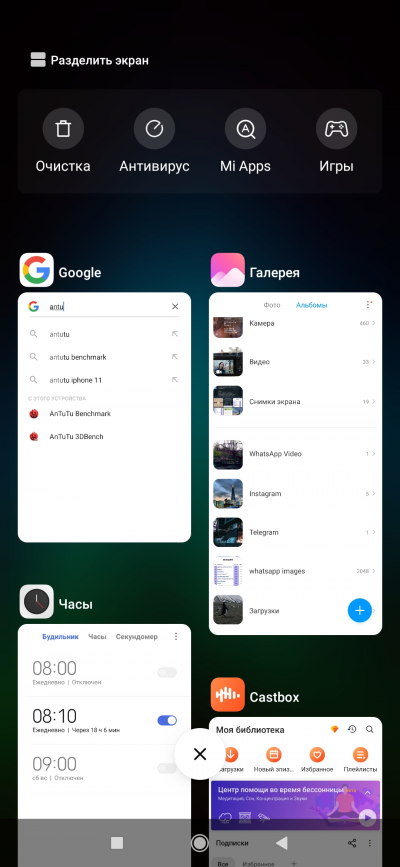 Разделить экран
Очистка
Антивирус
Mi Apps
Игры
Google
antu
antutu
antutu benchmark
antutu iphone 11
С ЭТОГО УСТРОЙСТВА
AnTuTu Benchmark
AnTuTu 3DBench
Галерея
Фото
Альбомы
Камера
460
Видео
33
Снимки экрана
19
WhatsApp Video
1
Instagram
5
Telegram
1
whatsapp images
2048
Загрузки
Часы
Будильник
Часы
Секундомер
08:00
Ежедневно | Отключен
08:10
Ежедневно | Через 18 ч 6 мин
09:00
сб вс | Отключен
Castbox
Моя библиотека
Новый эпиз...
Избранное
Плейлисты
Центр помощи во время бессонницы
Медитация, Сон, Концентрация и Звуки
Подписки
Все
Избранное
+